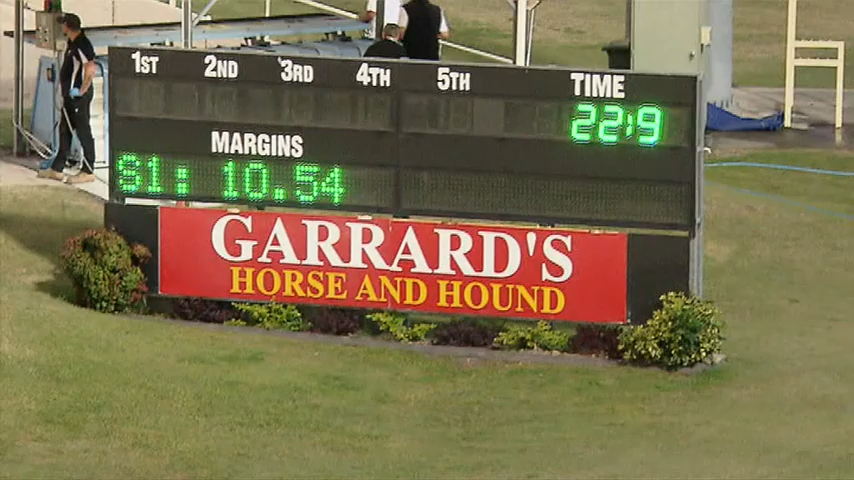 1ST 2ND 3RD 4TH 5TH TIME
22:9
MARGINS
S1: 10.54
GARRARD'S
HORSE AND HOUND